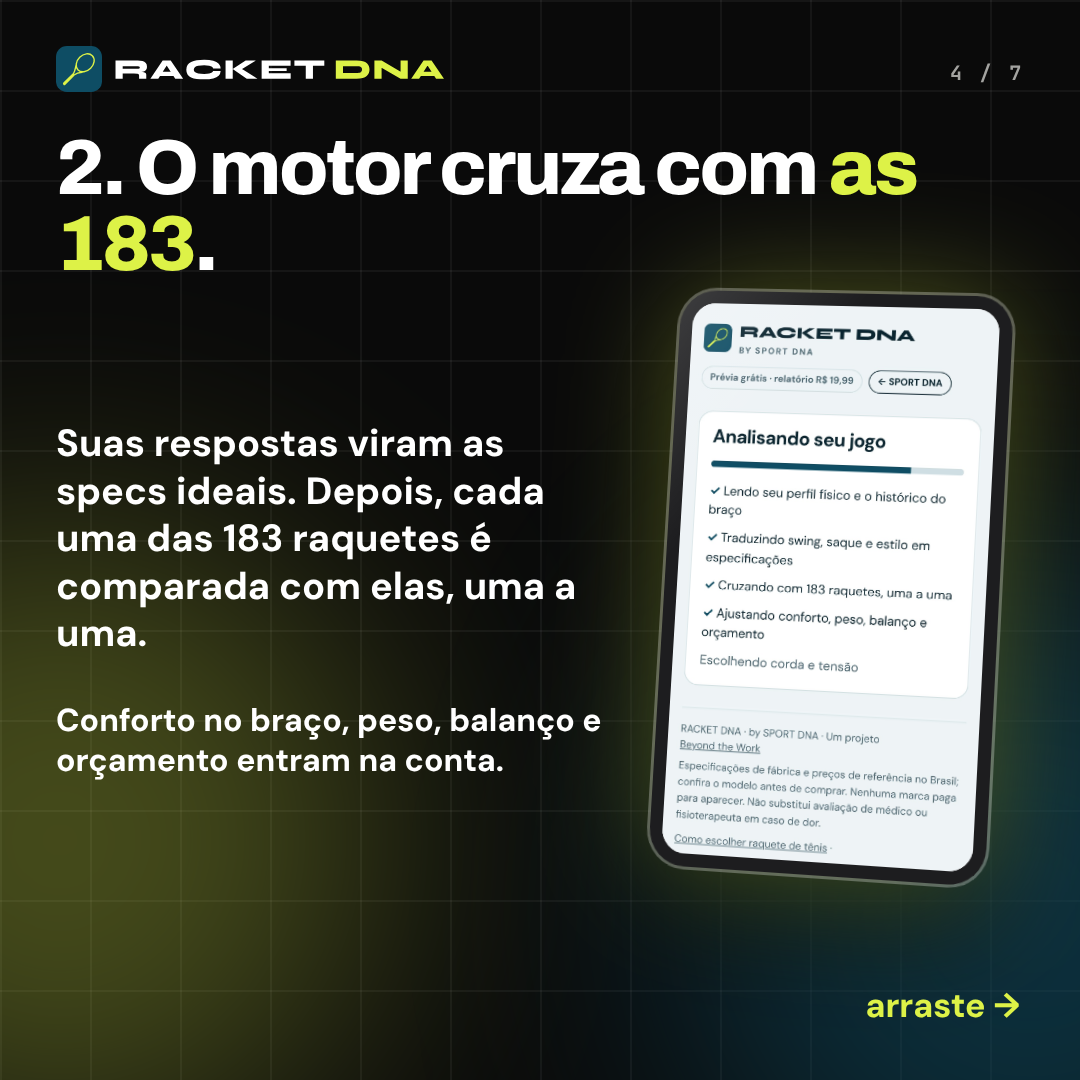 RACKET DNA
4 / 7
2. O motor cruza com as
183.
Suas respostas viram as
specs ideais. Depois, cada
uma das 183 raquetes é
comparada com elas, uma a
uma.
Conforto no braço, peso, balanço e
orçamento entram na conta.
RACKET DNA
BY SPORT DNA
Prévia grátis · relatório R$ 19,99
← SPORT DNA
Analisando seu jogo
✓ Lendo seu perfil físico e o histórico do
braço
✓ Traduzindo swing, saque e estilo em
especificações
✓ Cruzando com 183 raquetes, uma a uma
✓ Ajustando conforto, peso, balanço e
orçamento
Escolhendo corda e tensão
RACKET DNA · by SPORT DNA · Um projeto
Beyond the Work
Especificações de fábrica e preços de referência no Brasil;
confira o modelo antes de comprar. Nenhuma marca paga
para aparecer. Não substitui avaliação de médico ou
fisioterapeuta em caso de dor.
Como escolher raquete de tênis ·
arraste →